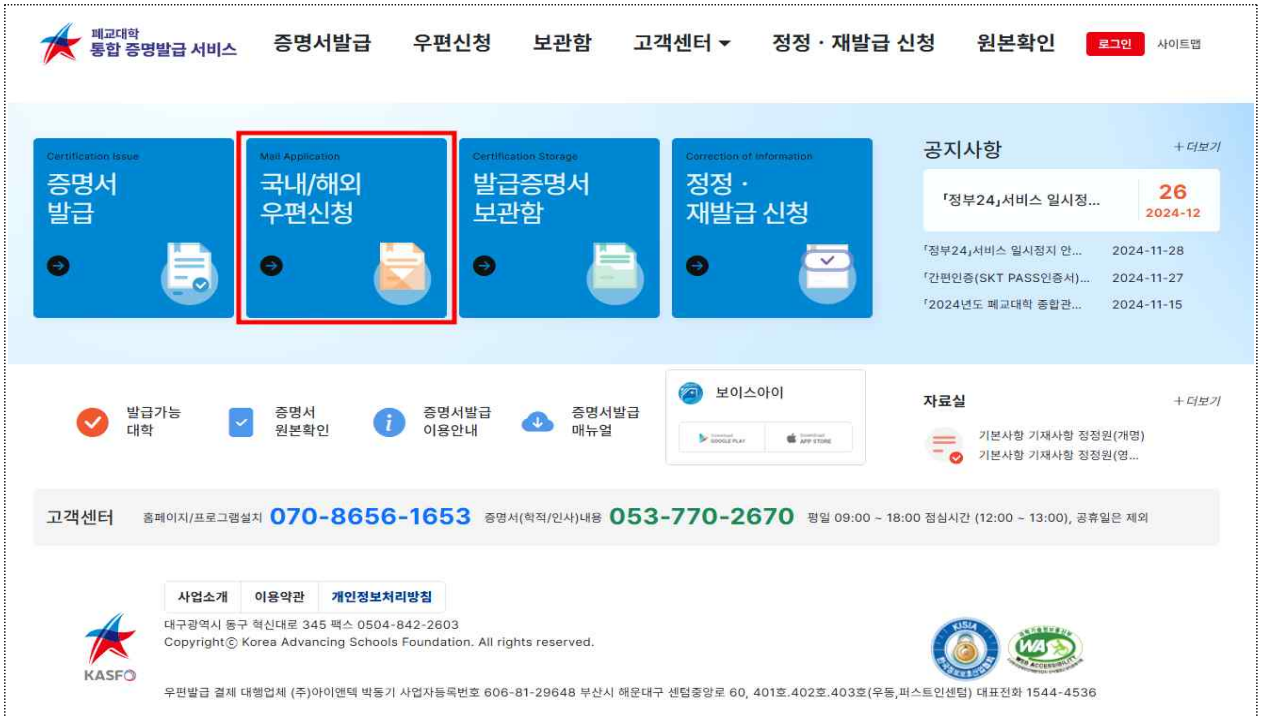 폐교대학
통합 증명발급 서비스
증명서발급 우편신청 보관함 고객센터 정정 · 재발급 신청 원본확인 로그인 사이트맵
Certification Issue
증명서
발급
Mail Application
국내/해외
우편신청
Certification Storage
발급증명서
보관함
Correction of Information
정정 ·
재발급 신청
공지사항 + 더보기
「정부24」서비스 일시정... 26
2024-12
「정부24」서비스 일시정지 안... 2024-11-28
「간편인증(SKT PASS인증서)... 2024-11-27
「2024년도 폐교대학 종합관... 2024-11-15
발급가능
대학
증명서
원본확인
증명서발급
이용안내
증명서발급
매뉴얼
보이스아이
Download
GOOGLE PLAY
Download
APP STORE
자료실 + 더보기
기본사항 기재사항 정정원(개명)
기본사항 기재사항 정정원(영...
고객센터 홈페이지/프로그램설치 070-8656-1653 증명서(학적/인사)내용 053-770-2670 평일 09:00 ~ 18:00 점심시간 (12:00 ~ 13:00), 공휴일은 제외
사업소개 이용약관 개인정보처리방침
대구광역시 동구 혁신대로 345 팩스 0504-842-2603
Copyrightⓒ Korea Advancing Schools Foundation. All rights reserved.
KASFO
KISIA
WA
WEB ACCESSIBILITY
우편발급 결제 대행업체 (주)아이앤텍 박동기 사업자등록번호 606-81-29648 부산시 해운대구 센텀중앙로 60, 401호.402호.403호(우동,퍼스트인센텀) 대표전화 1544-4536